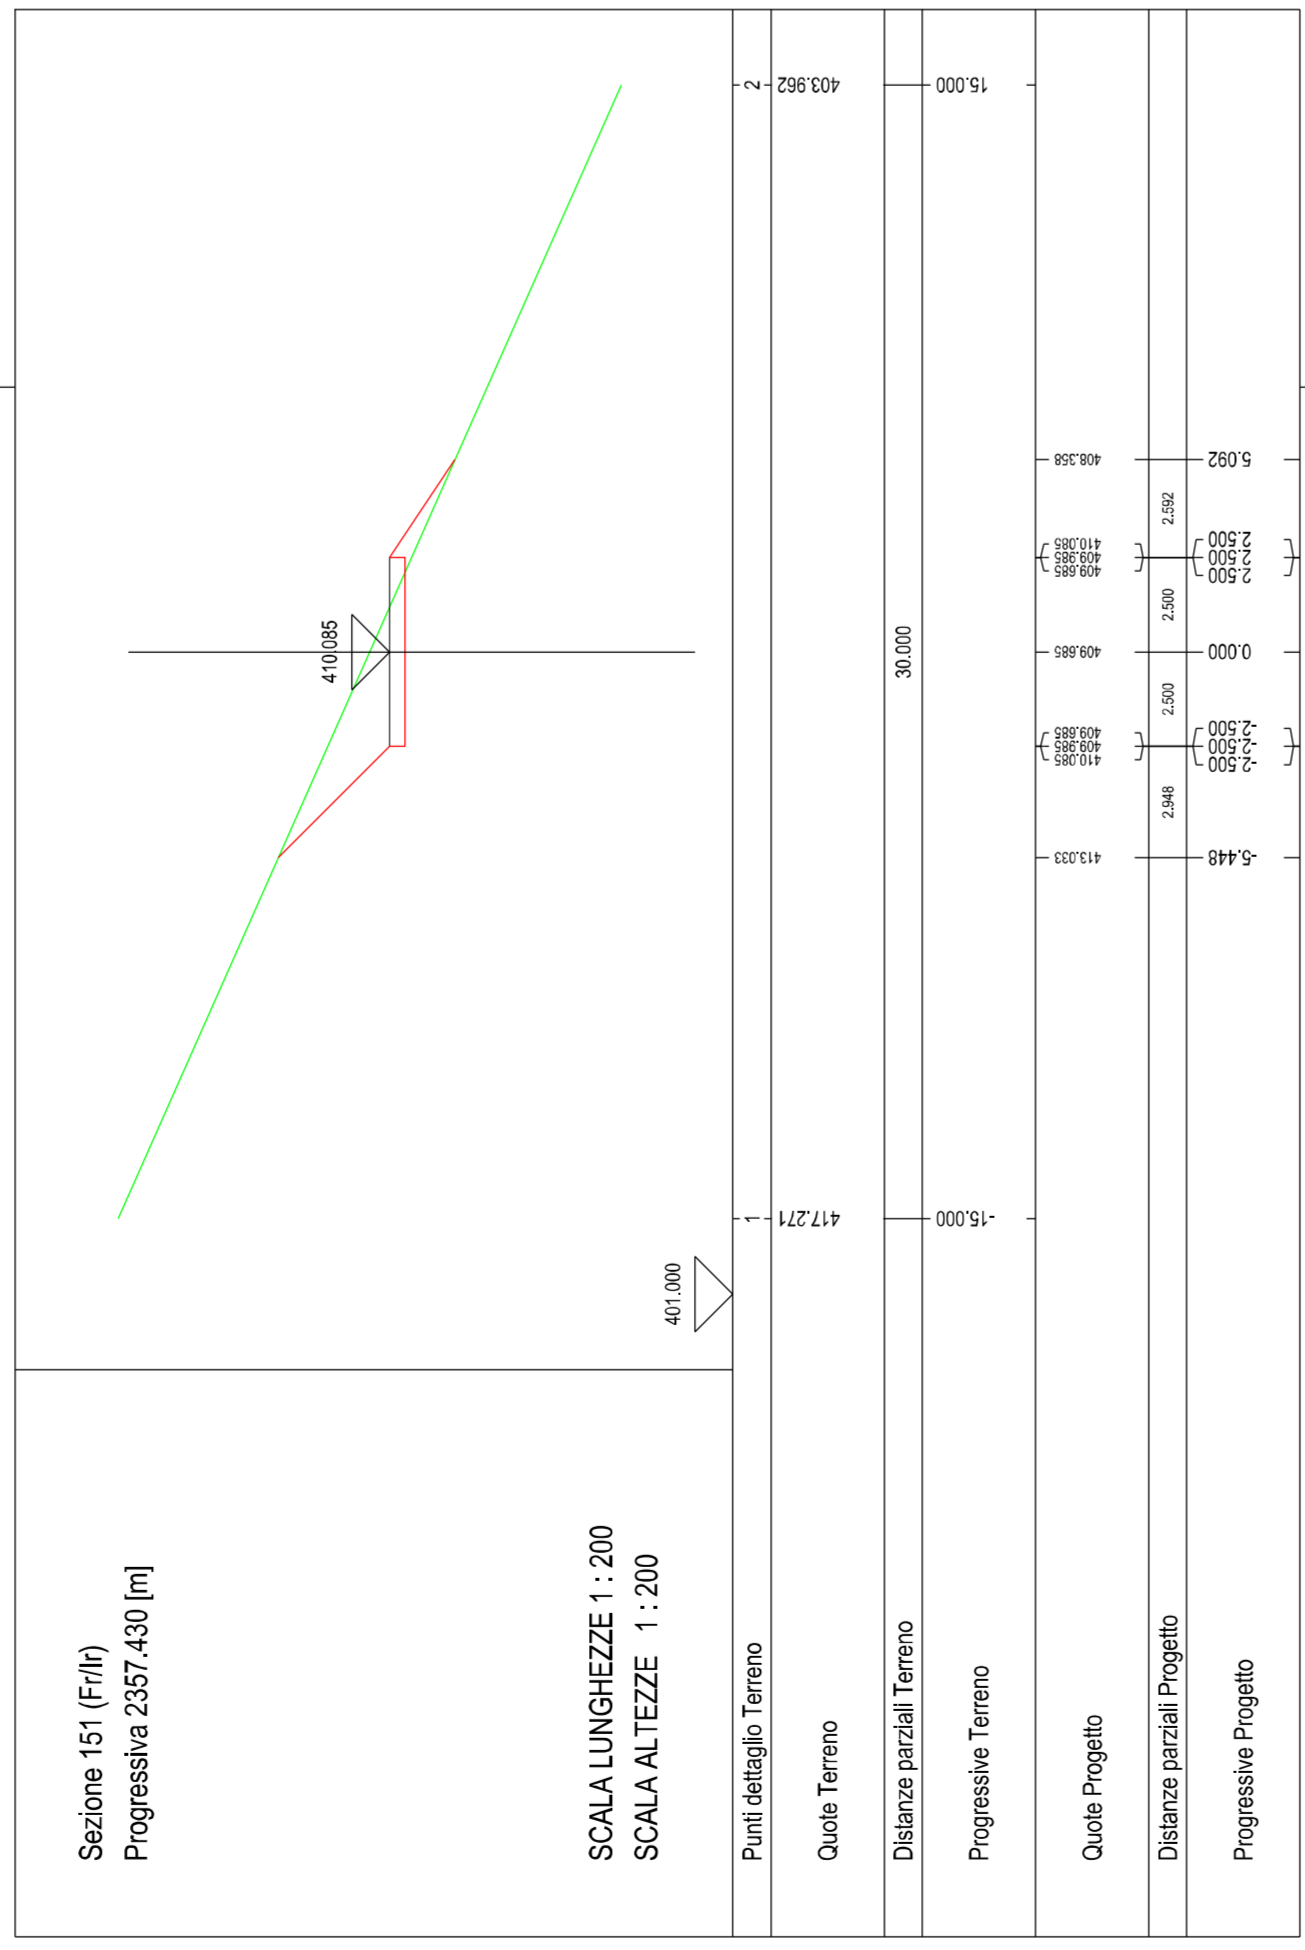 Sezione 151 (Fr/Ir)
Progressiva 2357.430 [m]
SCALA LUNGHEZZE 1 : 200
SCALA ALTEZZE 1 : 200
410.085
401.000
Punti dettaglio Terreno
1
2
Quote Terreno
417.271
403.962
Distanze parziali Terreno
30.000
Progressive Terreno
-15.000
15.000
Quote Progetto
413.033
410.085
409.985
409.685
409.685
409.685
409.985
410.085
408.358
Distanze parziali Progetto
2.948
2.500
2.500
2.592
Progressive Progetto
-5.448
-2.500
-2.500
-2.500
0.000
2.500
2.500
2.500
5.092